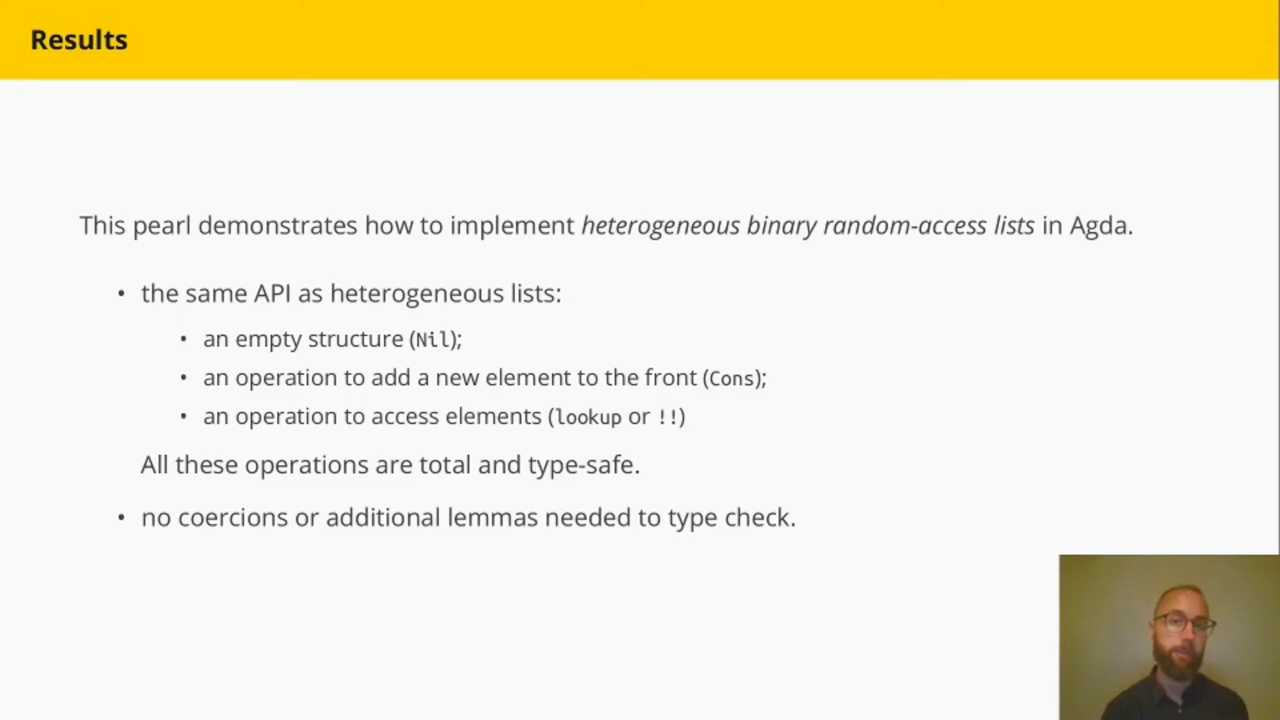 Results
This pearl demonstrates how to implement heterogeneous binary random-access lists in Agda.
• the same API as heterogeneous lists:
• an empty structure (Nil);
• an operation to add a new element to the front (Cons);
• an operation to access elements (lookup or !!)
All these operations are total and type-safe.
• no coercions or additional lemmas needed to type check.